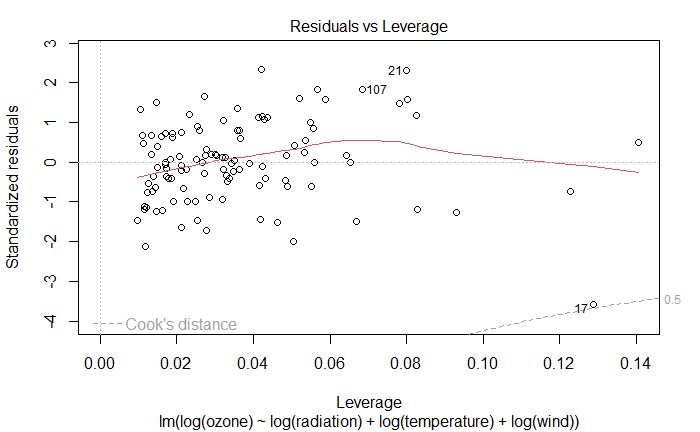 Residuals vs Leverage
Standardized residuals
3
2
1
0
-1
-2
-3
-4
21
107
17
0.5
Cook's distance
0.00 0.02 0.04 0.06 0.08 0.10 0.12 0.14
Leverage
lm(log(ozone) ~ log(radiation) + log(temperature) + log(wind))